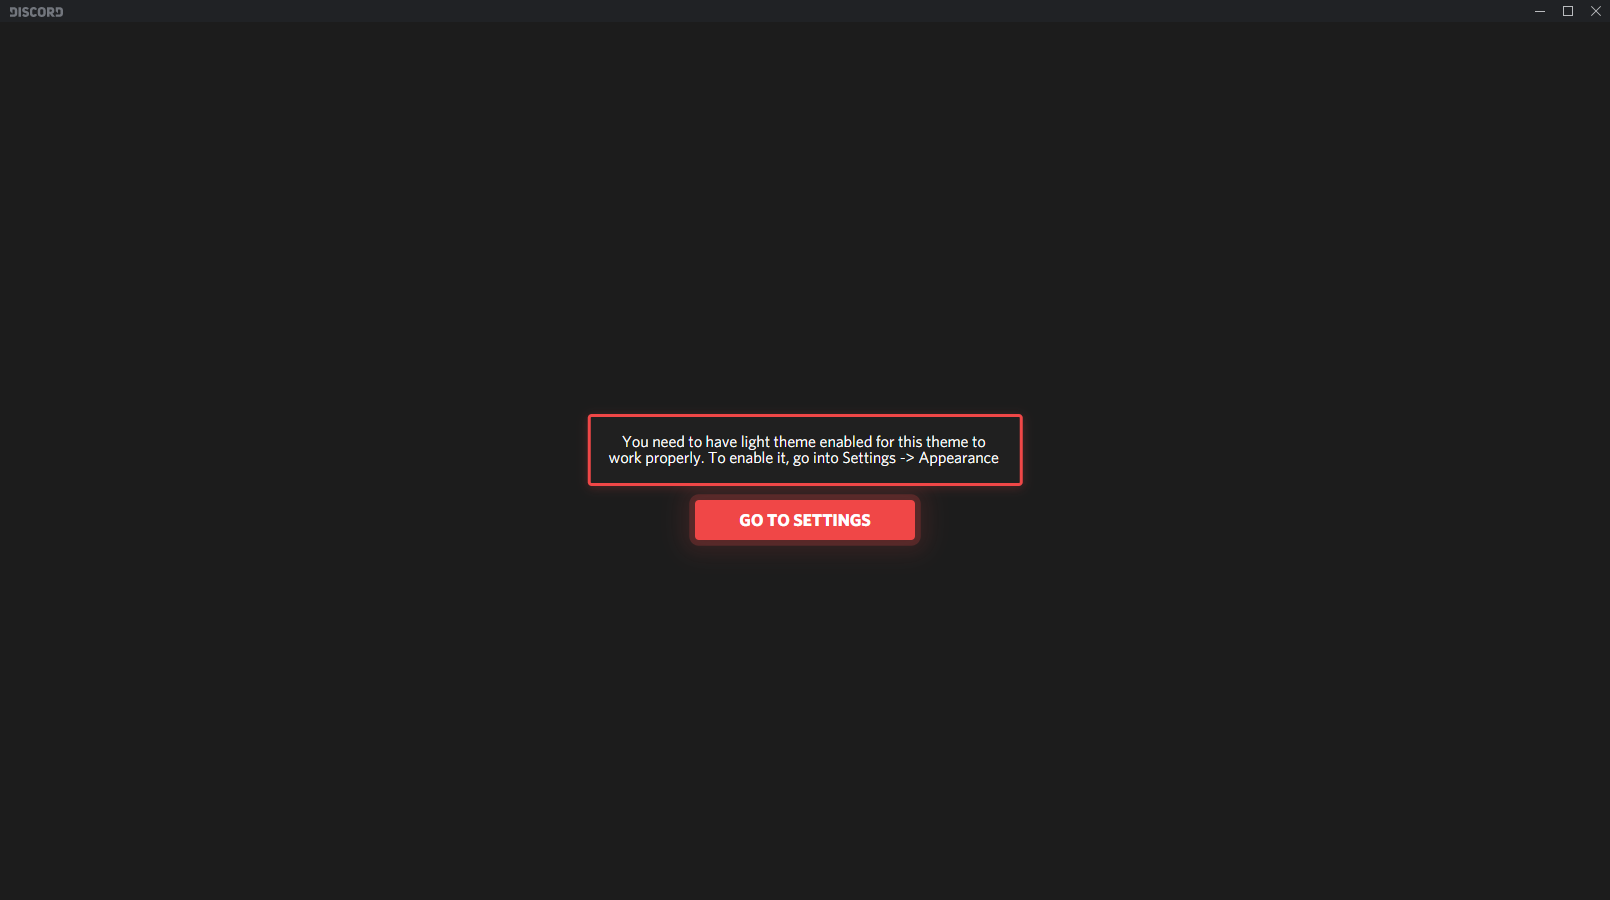 DISCORD
You need to have light theme enabled for this theme to
work properly. To enable it, go into Settings -> Appearance
GO TO SETTINGS